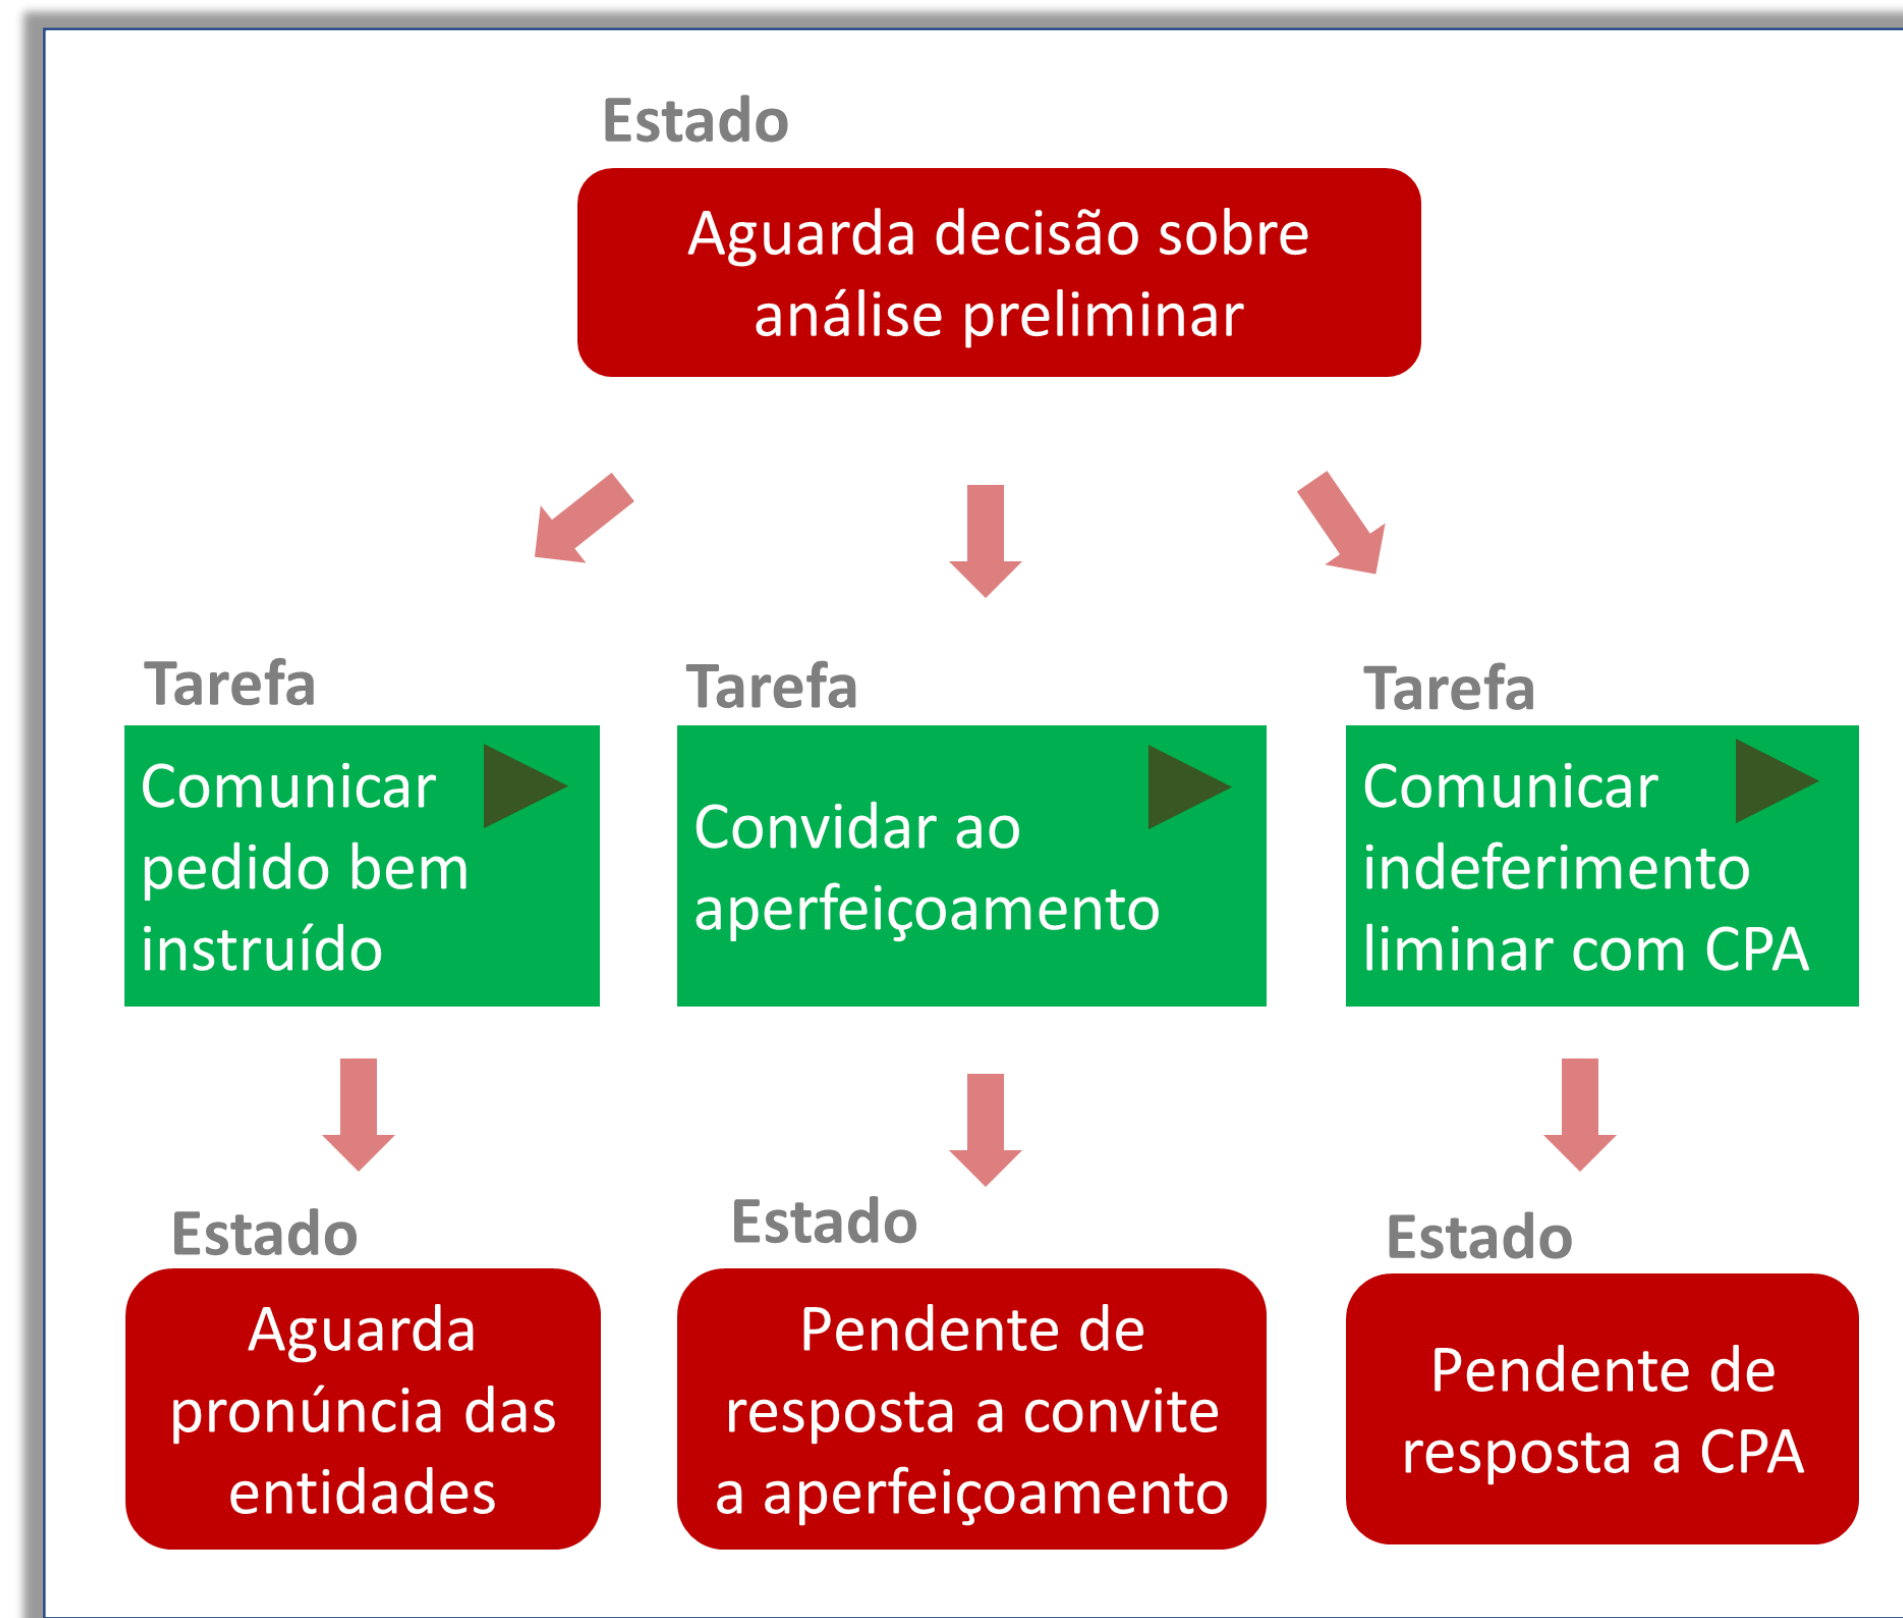 Estado
Aguarda decisão sobre
análise preliminar
Tarefa
Comunicar
pedido bem
instruído
Tarefa
Convidar ao
aperfeiçoamento
Tarefa
Comunicar
indeferimento
liminar com CPA
Estado
Aguarda
pronúncia das
entidades
Estado
Pendente de
resposta a convite
a aperfeiçoamento
Estado
Pendente de
resposta a CPA